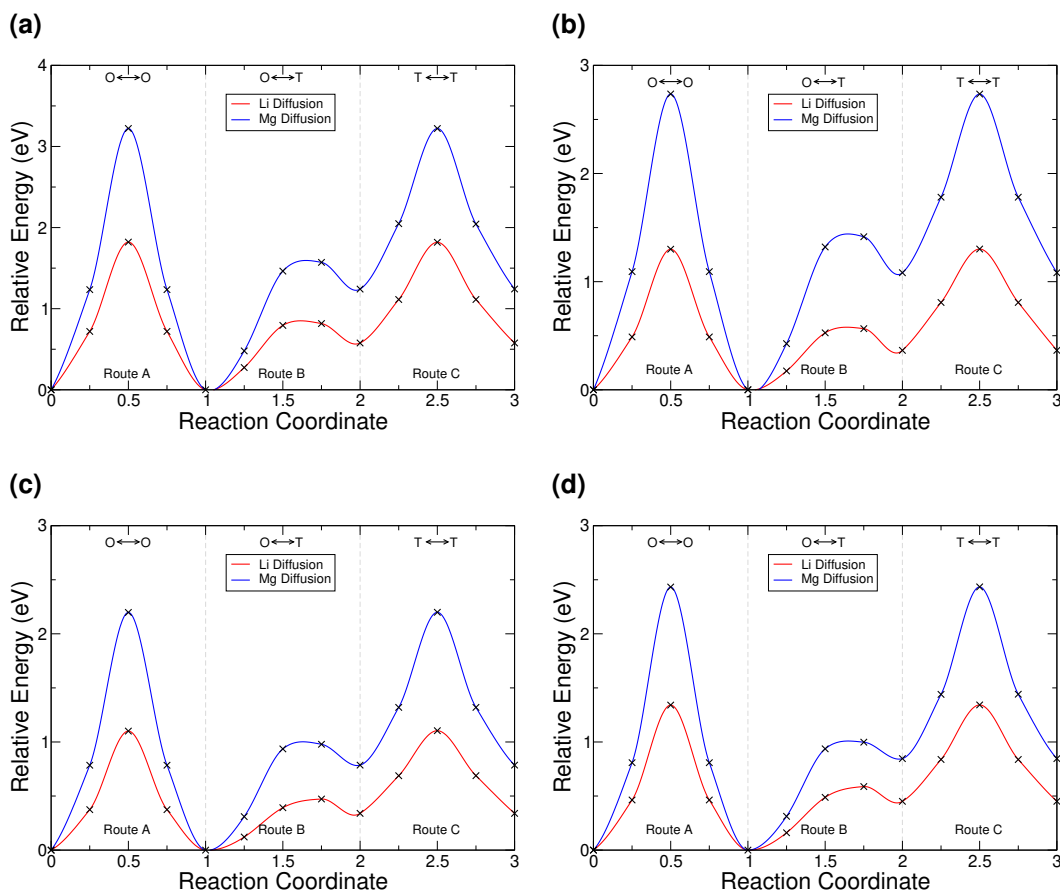 (a)
O⟷O O⟷T T⟷T
Li Diffusion
Mg Diffusion
Relative Energy (eV)
4
3
2
1
0
Route A Route B Route C
0 0.5 1 1.5 2 2.5 3
Reaction Coordinate
(b)
O⟷O O⟷T T⟷T
Li Diffusion
Mg Diffusion
Relative Energy (eV)
3
2
1
0
Route A Route B Route C
0 0.5 1 1.5 2 2.5 3
Reaction Coordinate
(c)
O⟷O O⟷T T⟷T
Li Diffusion
Mg Diffusion
Relative Energy (eV)
3
2
1
0
Route A Route B Route C
0 0.5 1 1.5 2 2.5 3
Reaction Coordinate
(d)
O⟷O O⟷T T⟷T
Li Diffusion
Mg Diffusion
Relative Energy (eV)
3
2
1
0
Route A Route B Route C
0 0.5 1 1.5 2 2.5 3
Reaction Coordinate